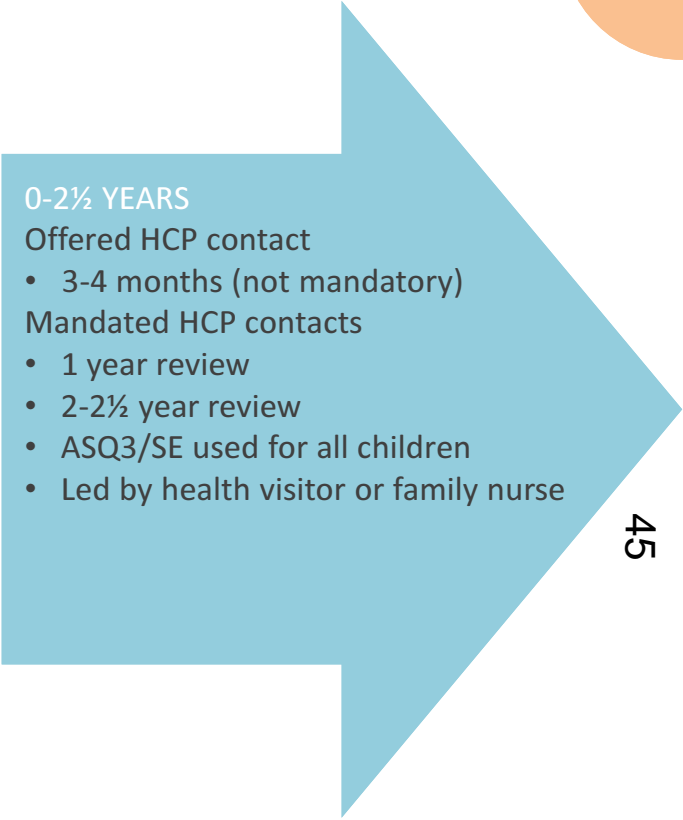 0-2½ YEARS
Offered HCP contact
• 3-4 months (not mandatory)
Mandated HCP contacts
• 1 year review
• 2-2½ year review
• ASQ3/SE used for all children
• Led by health visitor or family nurse
45